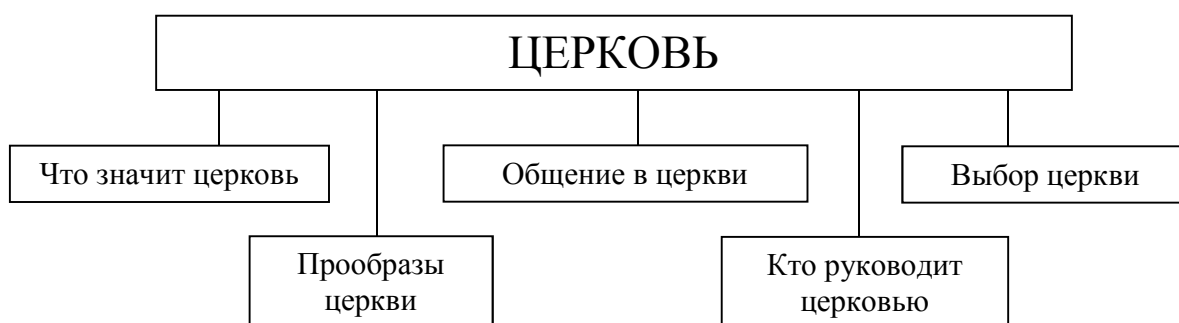 ЦЕРКОВЬ
Что значит церковь
Общение в церкви
Выбор церкви
Прообразы
церкви
Кто руководит
церковью